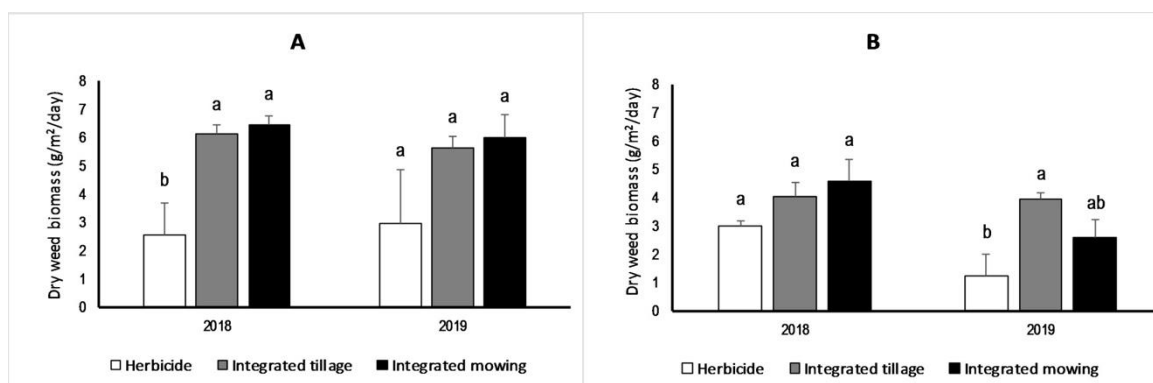 A
Dry weed biomass (g/m²/day)
8
7
6
5
4
3
2
1
0
b
a
a
a
a
a
2018
2019
Herbicide
Integrated tillage
Integrated mowing
B
Dry weed biomass (g/m²/day)
8
7
6
5
4
3
2
1
0
a
a
a
b
a
ab
2018
2019
Herbicide
Integrated tillage
Integrated mowing